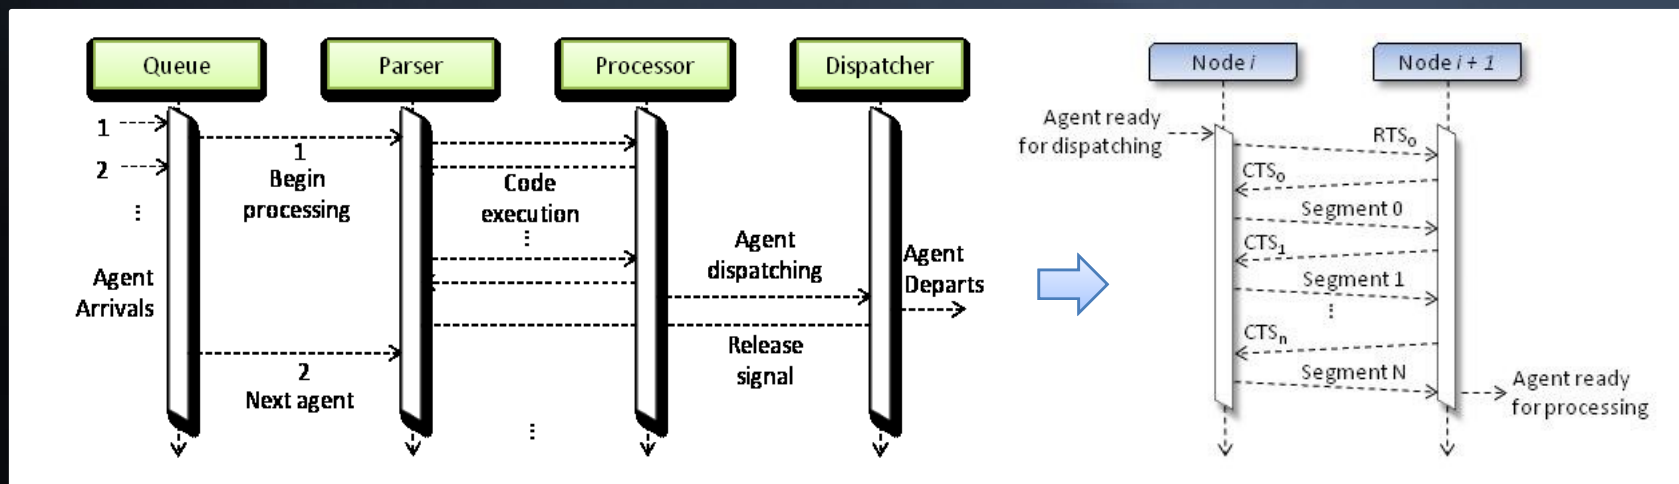 Queue
Parser
Processor
Dispatcher
1
2
⋮
Agent
Arrivals
1
Begin
processing
Code
execution
⋮
Agent
dispatching
Agent
Departs
Release
signal
2
Next agent
⋮
Node i
Node i + 1
Agent ready
for dispatching
RTS₀
CTS₀
Segment 0
CTS₁
Segment 1
⋮
CTSₙ
Segment N
Agent ready
for processing